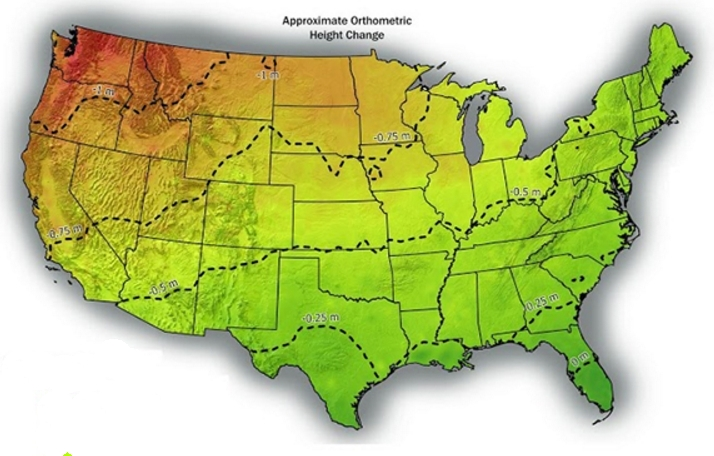 Approximate Orthometric
Height Change
-1 m
-1 m
-0.75 m
-0.5 m
-0.75 m
-0.5 m
-0.25 m
-0.25 m
0 m